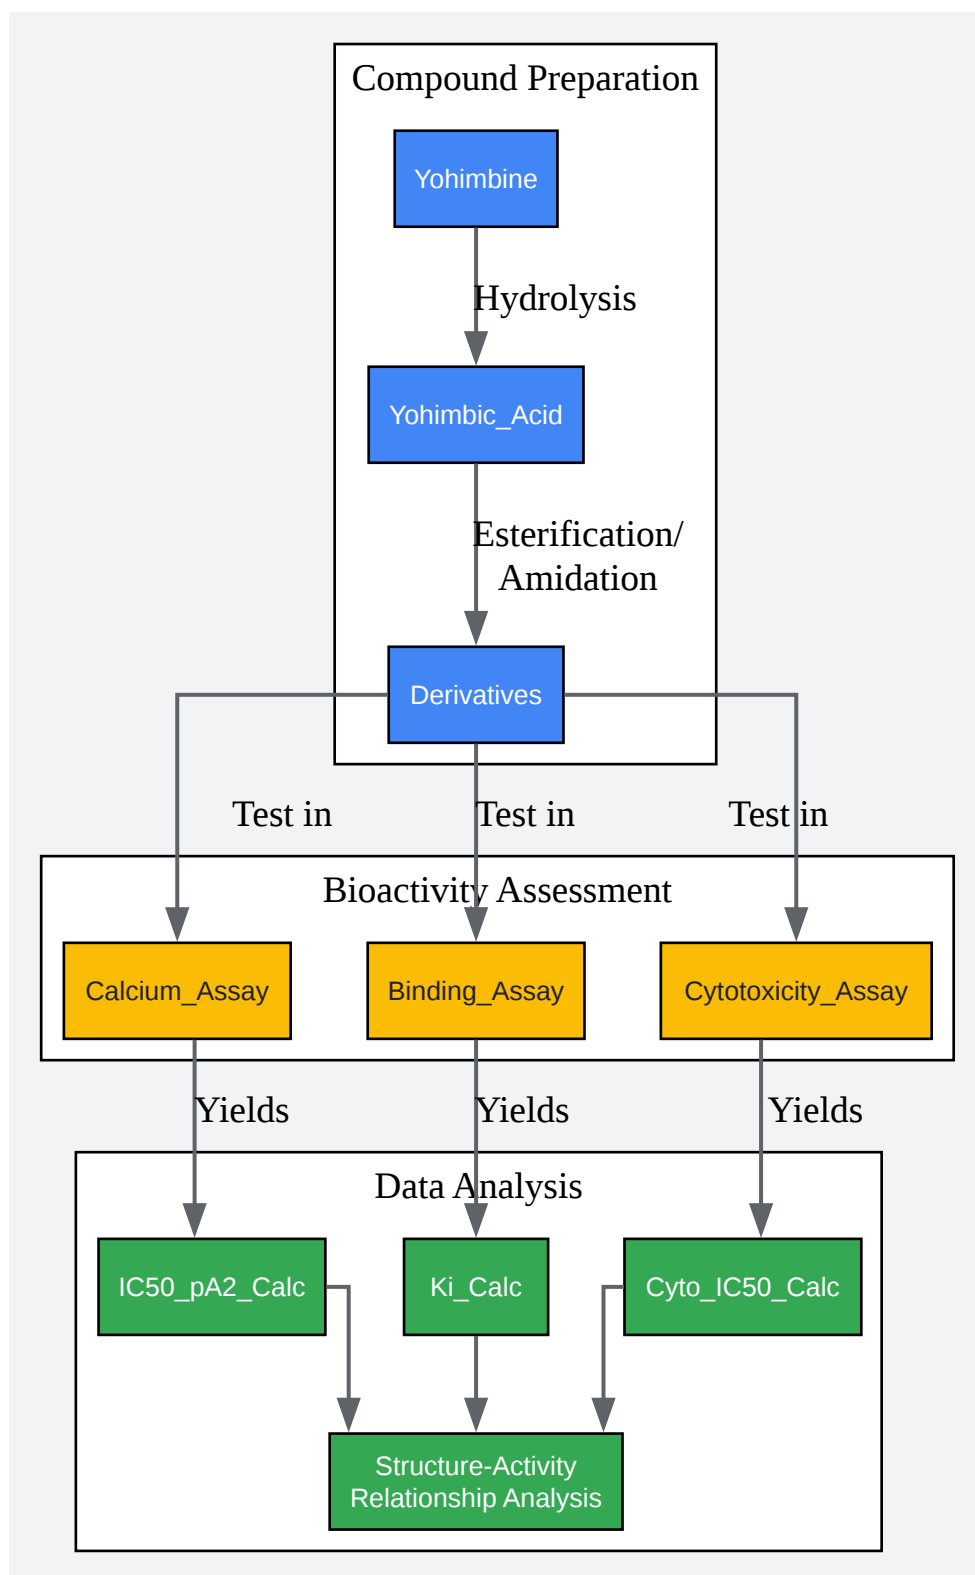 Compound Preparation
Yohimbine
Hydrolysis
Yohimbic_Acid
Esterification/
Amidation
Derivatives
Test in
Test in
Test in
Bioactivity Assessment
Calcium_Assay
Binding_Assay
Cytotoxicity_Assay
Yields
Yields
Yields
Data Analysis
IC50_pA2_Calc
Ki_Calc
Cyto_IC50_Calc
Structure-Activity
Relationship Analysis